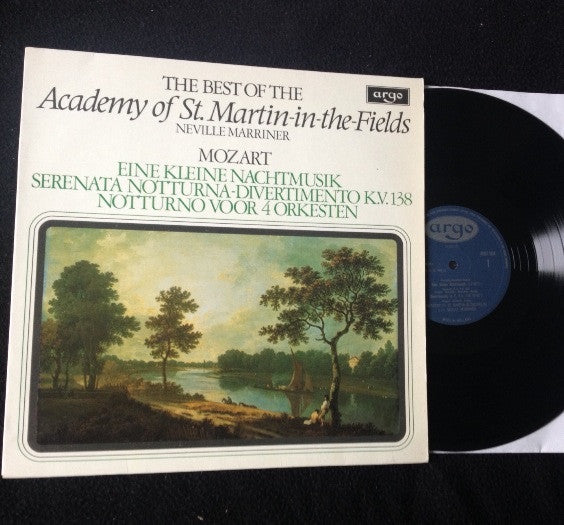 THE BEST OF THE
argo
Academy of St. Martin-in-the-Fields
NEVILLE MARRINER
MOZART
EINE KLEINE NACHTMUSIK
SERENATA NOTTURNA-DIVERTIMENTO K.V. 138
NOTTURNO VOOR 4 ORKESTEN
argo
1